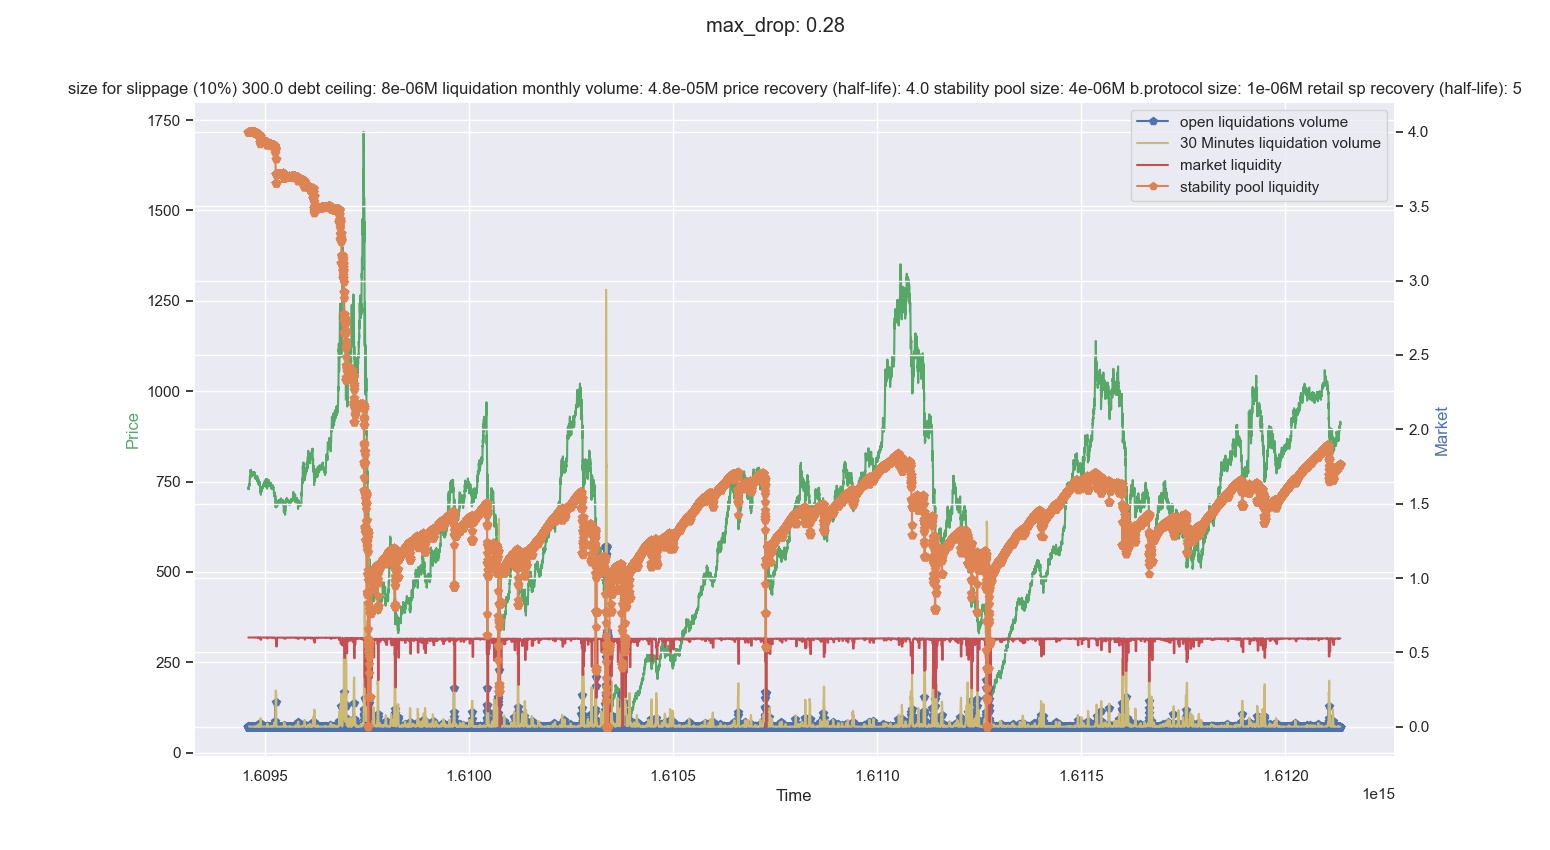 max_drop: 0.28
size for slippage (10%) 300.0 debt ceiling: 8e-06M liquidation monthly volume: 4.8e-05M price recovery (half-life): 4.0 stability pool size: 4e-06M b.protocol size: 1e-06M retail sp recovery (half-life): 5
open liquidations volume
30 Minutes liquidation volume
market liquidity
stability pool liquidity
1750
1500
1250
1000
750
500
250
0
Price
4.0
3.5
3.0
2.5
2.0
1.5
1.0
0.5
0.0
Market
1.6095 1.6100 1.6105 1.6110 1.6115 1.6120
1e15
Time